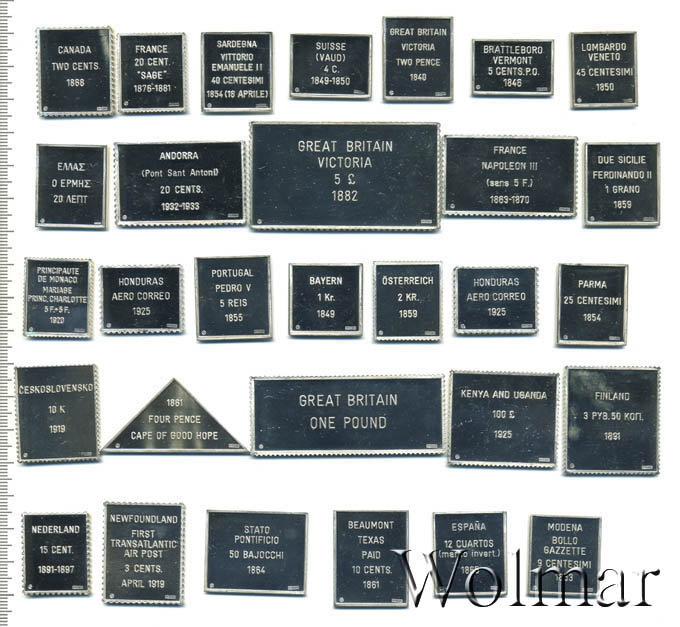 CANADA
TWO CENTS.
1868
FRANCE
20 CENT.
"SAGE"
1876-1881
SARDEGNA
VITTORIO
EMANUELE II
40 CENTESIMI
1854 (18 APRILE)
SUISSE
(VAUD)
4 C.
1849-1850
GREAT BRITAIN
VICTORIA
TWO PENCE
1840
BRATTLEBORO
VERMONT
5 CENTS.P.O.
1846
LOMBARDO
VENETO
45 CENTESIMI
1850
ΕΛΛΑΣ
Ο ΕΡΜΗΣ
20 ΛΕΠΤ
ANDORRA
(Pont Sant Antoni)
20 CENTS.
1932-1933
GREAT BRITAIN
VICTORIA
5 £
1882
FRANCE
NAPOLEON III
(sans 5 F.)
1863-1870
DUE SICILIE
FERDINANDO II
1 GRANO
1859
PRINCIPAUTE
DE MONACO
MARIAGE
PRINC. CHARLOTTE
5 F.+5 F.
1920
HONDURAS
AERO CORREO
1925
PORTUGAL
PEDRO V
5 REIS
1855
BAYERN
1 Kr.
1849
ÖSTERREICH
2 KR.
1859
HONDURAS
AERO CORREO
1925
PARMA
25 CENTESIMI
1854
ČESKOSLOVENSKO
10 K
1919
1861
FOUR PENCE
CAPE OF GOOD HOPE
GREAT BRITAIN
ONE POUND
KENYA AND UGANDA
100 £
1925
FINLAND
3 РУВ.50 КОП.
1891
NEDERLAND
15 CENT.
1891-1897
NEWFOUNDLAND
FIRST
TRANSATLANTIC
AIR POST
3 CENTS.
APRIL 1919
STATO
PONTIFICIO
50 BAJOCCHI
1864
BEAUMONT
TEXAS
PAID
10 CENTS.
1861
ESPAÑA
12 CUARTOS
(marco invert.)
MODENA
BOLLO
GAZZETTE
9 CENTESIMI
Wolmar